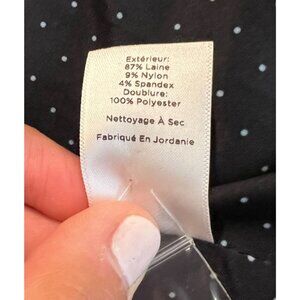 Extérieur:
87% Laine
9% Nylon
4% Spandex
Doublure:
100% Polyester
Nettoyage À Sec
Fabriqué En Jordanie